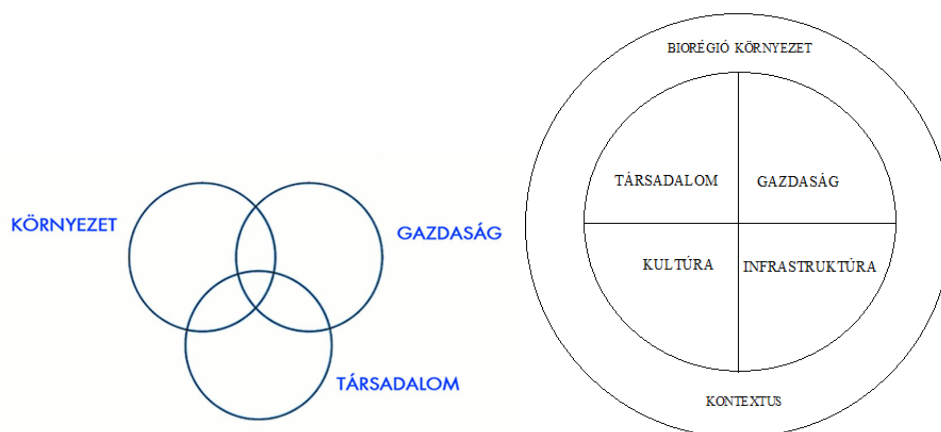 KÖRNYEZET
GAZDASÁG
TÁRSADALOM
BIORÉGIÓ KÖRNYEZET
TÁRSADALOM
GAZDASÁG
KULTÚRA
INFRASTRUKTÚRA
KONTEXTUS